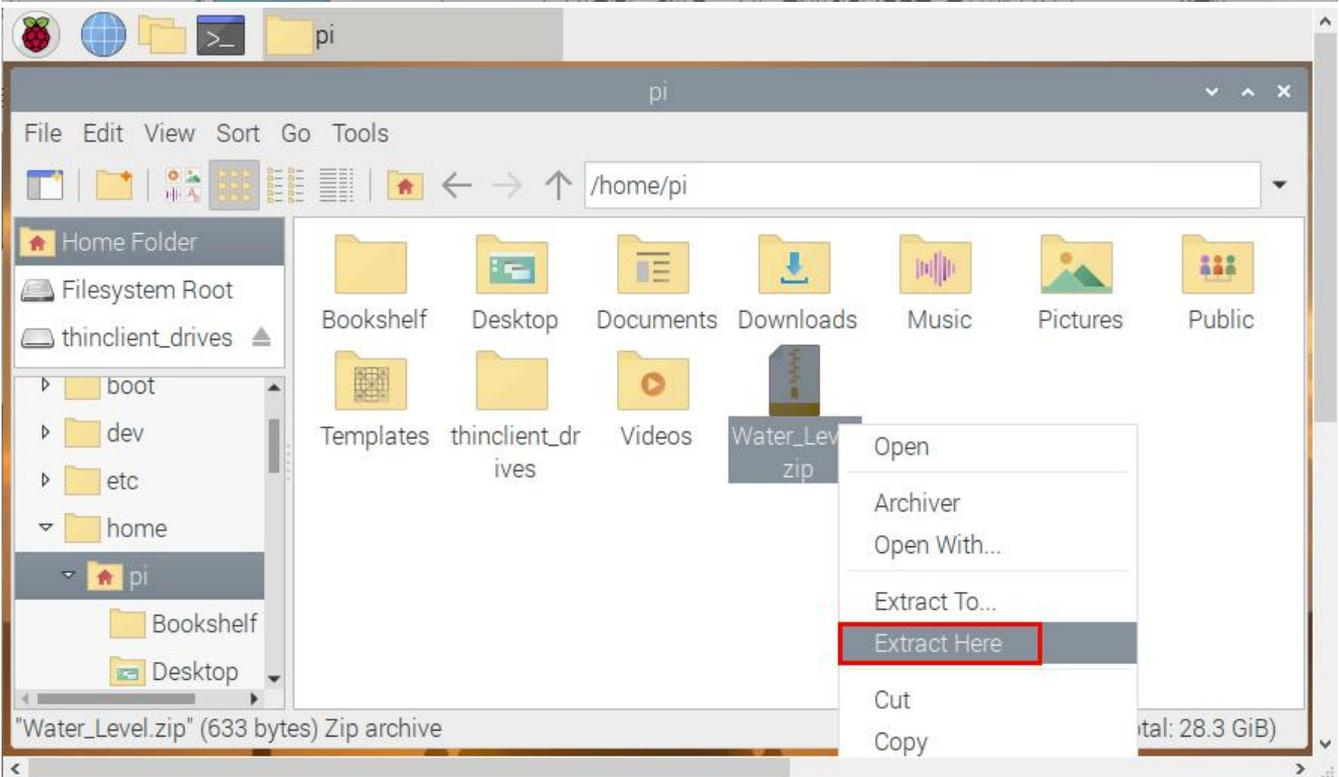 pi
pi
File Edit View Sort Go Tools
/home/pi
Home Folder
Filesystem Root
thinclient_drives
boot
dev
etc
home
pi
Bookshelf
Desktop
Bookshelf Desktop Documents Downloads Music Pictures Public
Templates thinclient_dr
ives Videos Water_Lev
zip
Open
Archiver
Open With...
Extract To...
Extract Here
Cut
Copy
"Water_Level.zip" (633 bytes) Zip archive
otal: 28.3 GiB)